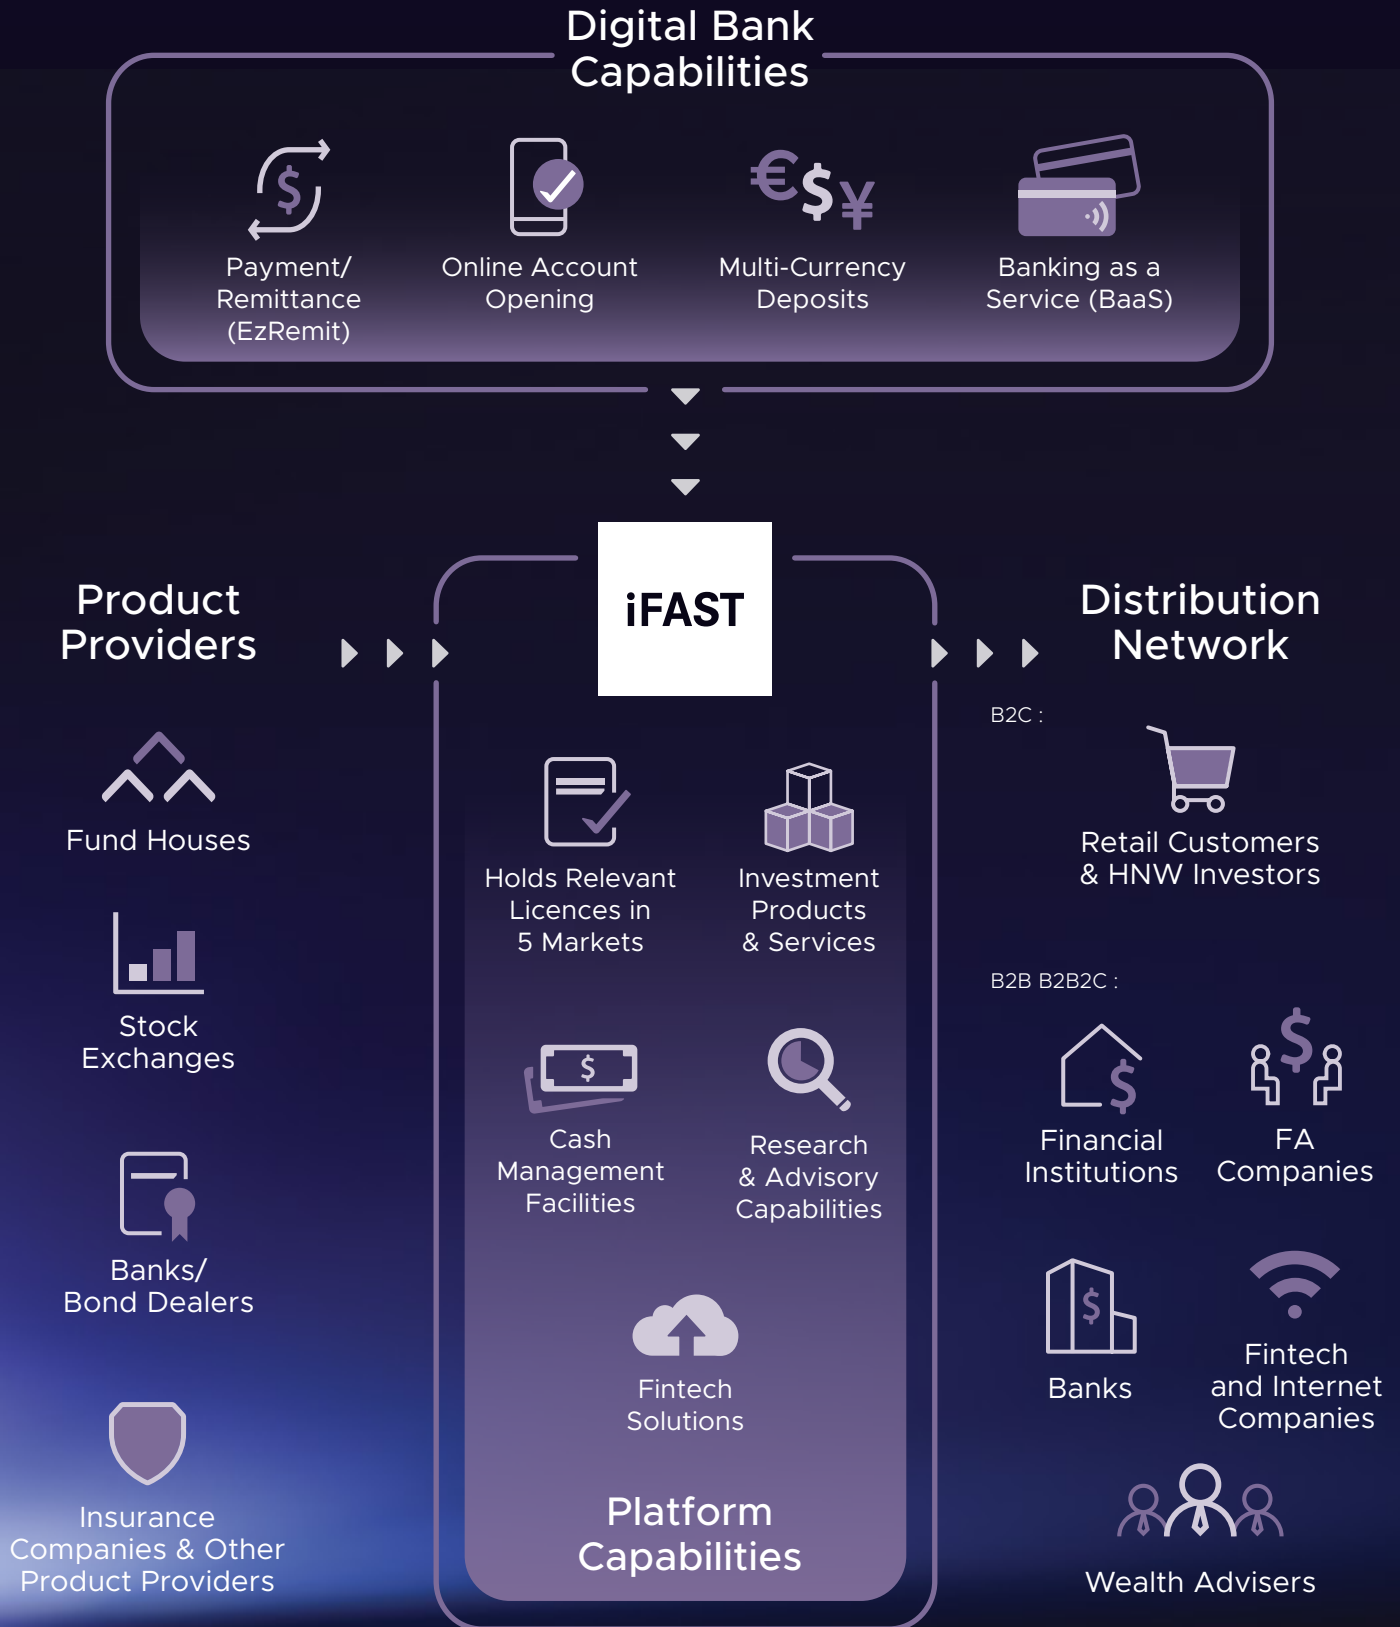 Digital Bank
Capabilities
Payment/
Remittance
(EzRemit)
Online Account
Opening
Multi-Currency
Deposits
Banking as a
Service (BaaS)
Product
Providers
Fund Houses
Stock
Exchanges
Banks/
Bond Dealers
Insurance
Companies & Other
Product Providers
iFAST
Holds Relevant
Licences in
5 Markets
Investment
Products
& Services
Cash
Management
Facilities
Research
& Advisory
Capabilities
Fintech
Solutions
Platform
Capabilities
Distribution
Network
B2C :
Retail Customers
& HNW Investors
B2B B2B2C :
Financial
Institutions
FA
Companies
Banks
Fintech
and Internet
Companies
Wealth Advisers